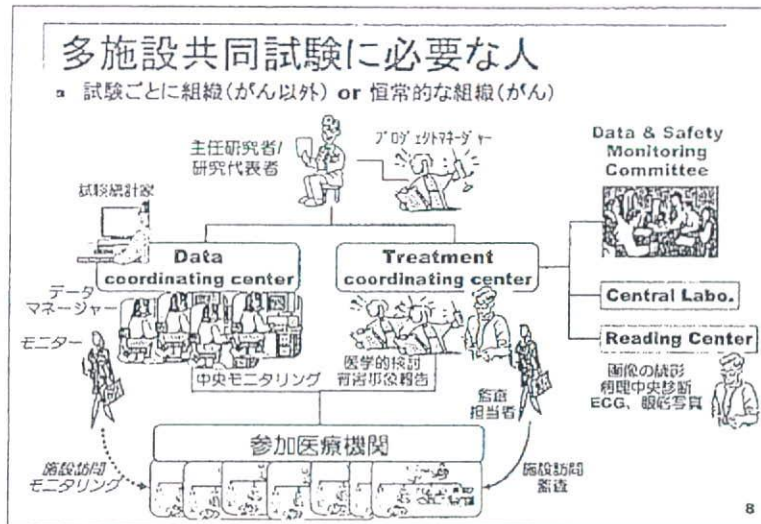 多施設共同試験に必要な人
試験ごとに組織(がん以外) or 恒常的な組織(がん)
主任研究者/
研究代表者
プロジェクトマネージャー
Data & Safety
Monitoring
Committee
試験統計家
Data
coordinating center
Treatment
coordinating center
データ
マネージャー
モニター
Central Labo.
Reading Center
中央モニタリング
医学的検討
有害事象報告
監査
担当者
画像の読影
病理中央診断
ECG、眼底写真
参加医療機関
施設訪問
モニタリング
施設訪問
監査
8